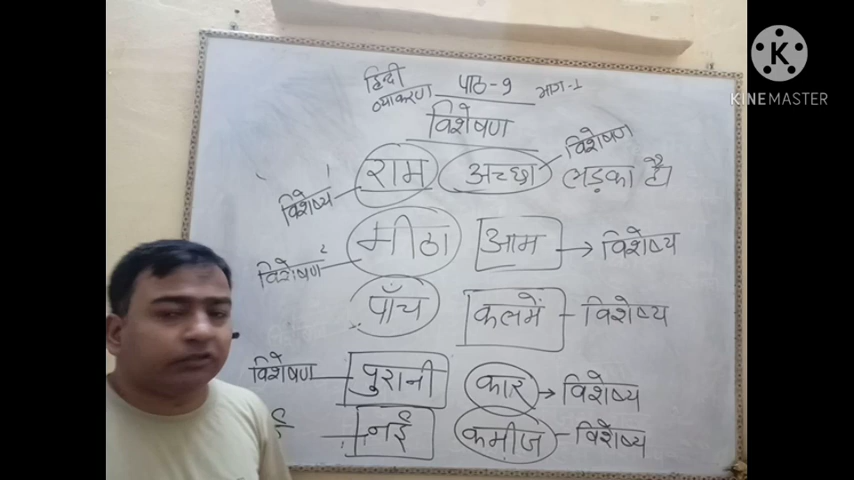 हिंदी व्याकरण पाठ-9 भाग-1
विशेषण
विशेष्य राम अच्छा विशेषण लड़का है।
विशेषण मीठा आम → विशेष्य
पाँच कलमें - विशेष्य
विशेषण पुरानी कार → विशेष्य
नई कमीज - विशेष्य
KINEMASTER